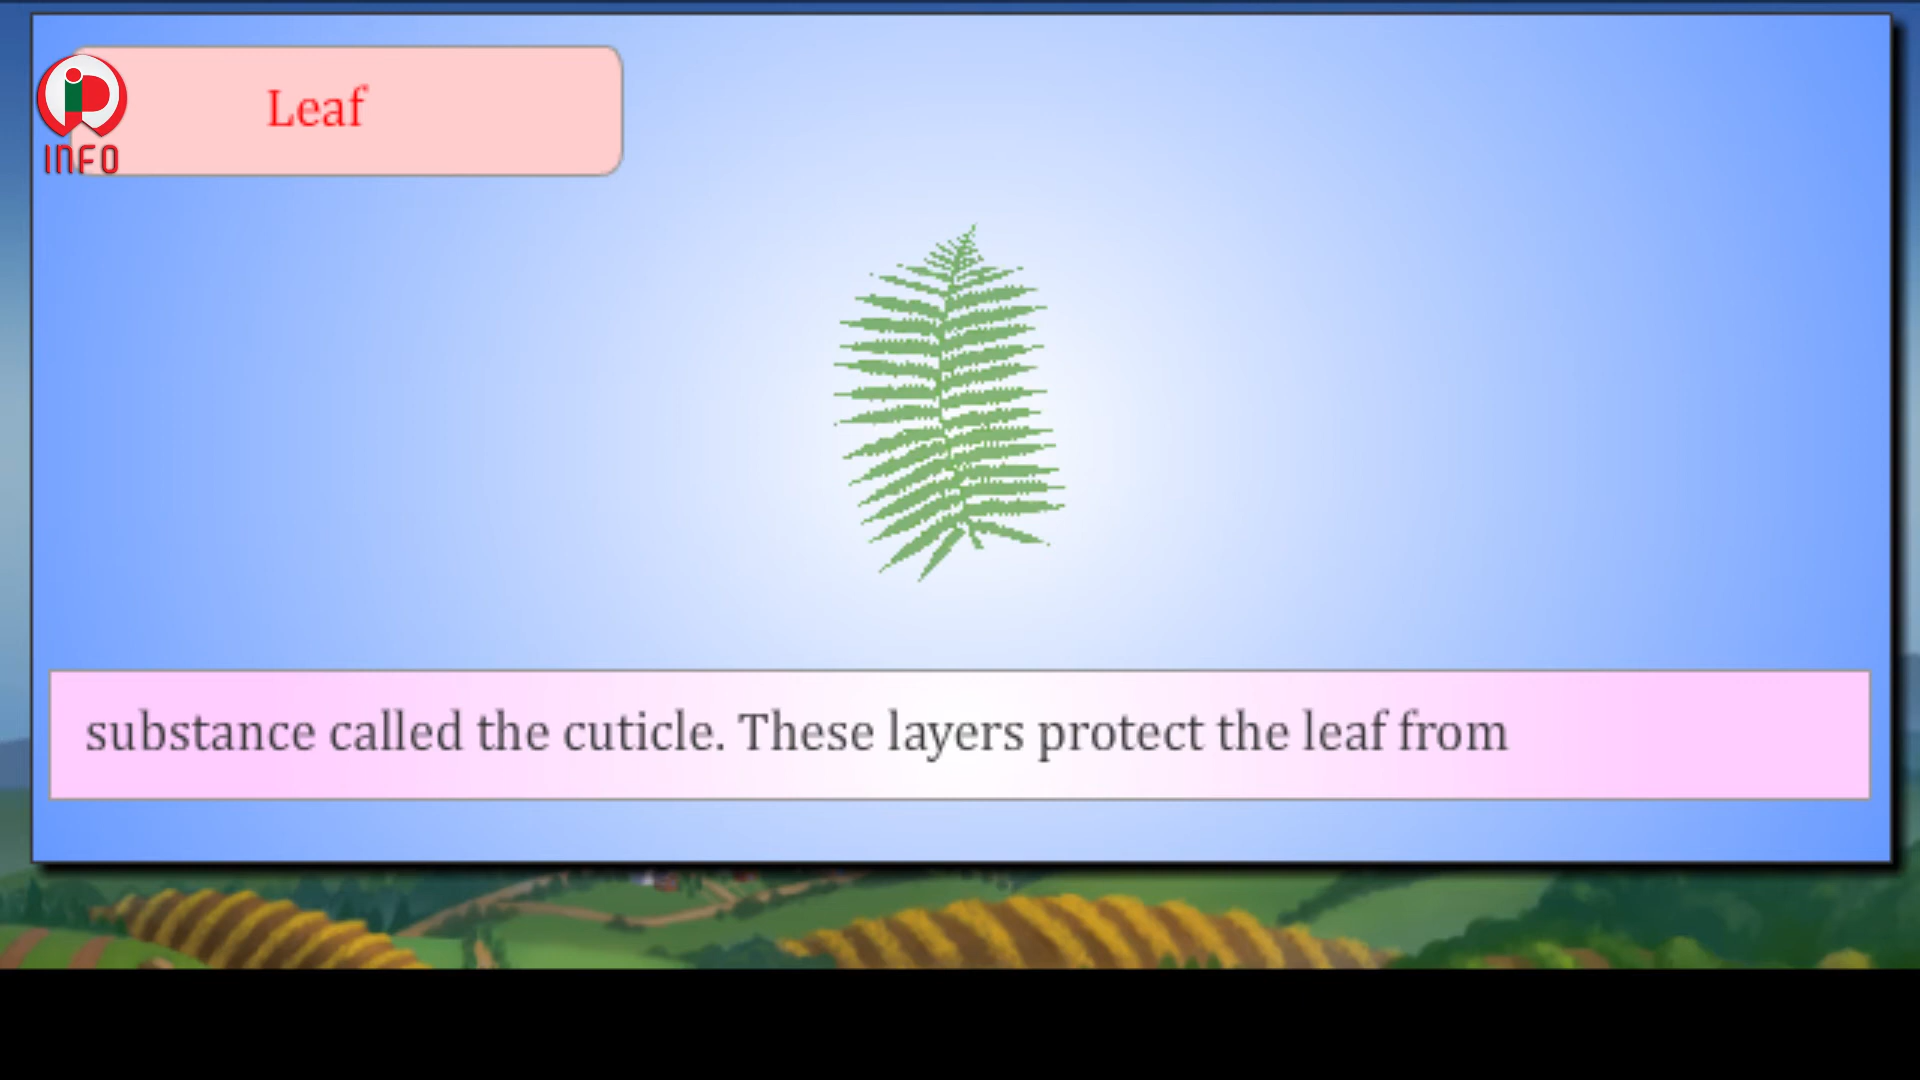 Leaf
INFO
substance called the cuticle. These layers protect the leaf from